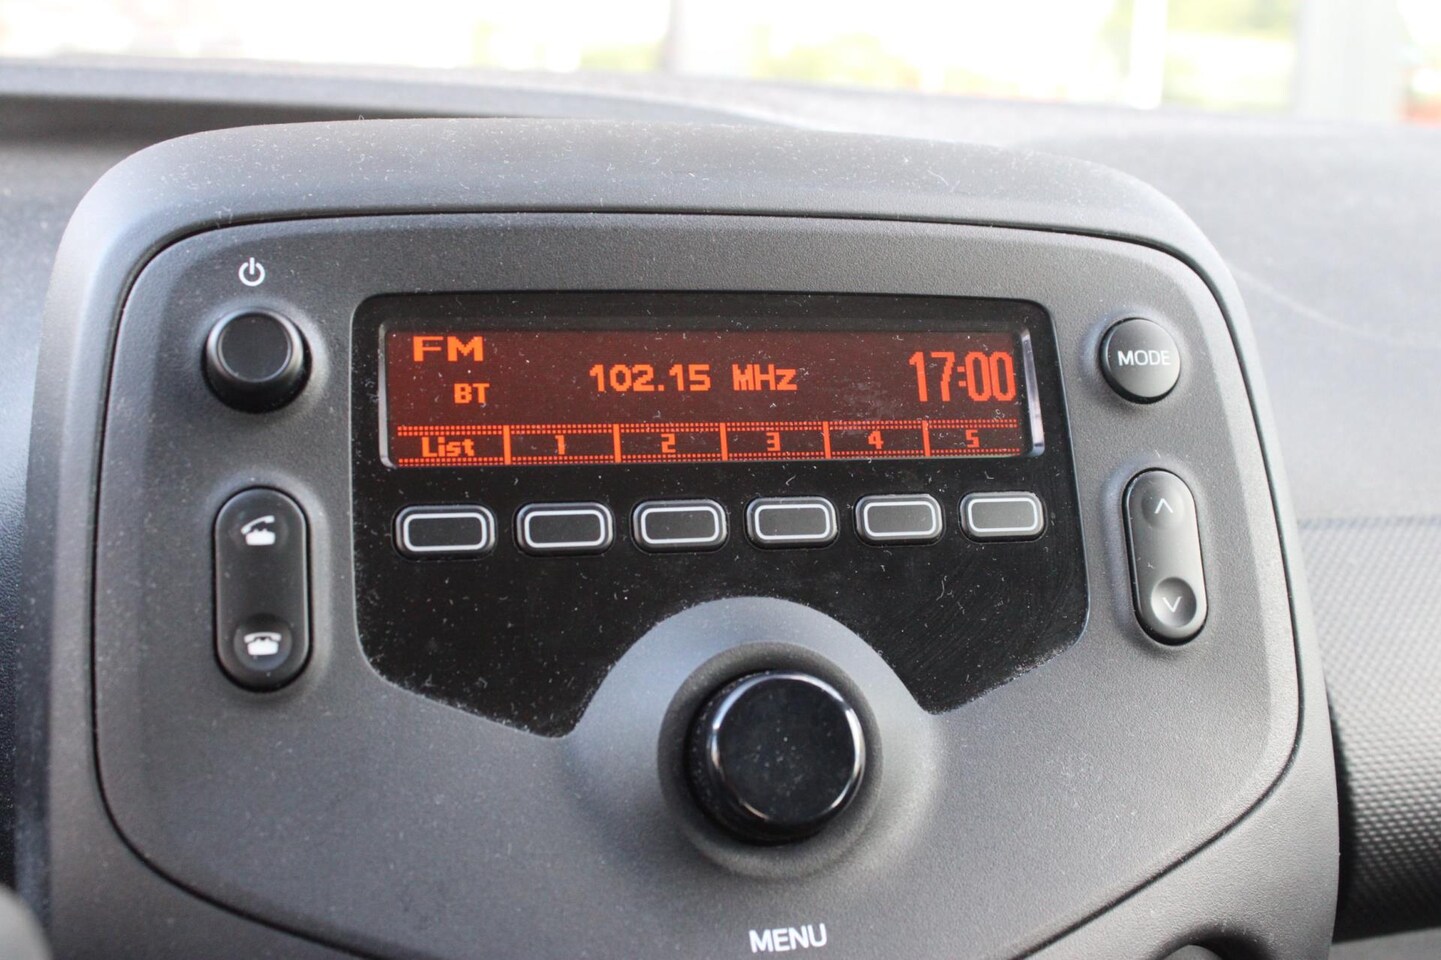 FM
BT
102.15 MHz
17:00
List 1 2 3 4 5
MODE
MENU